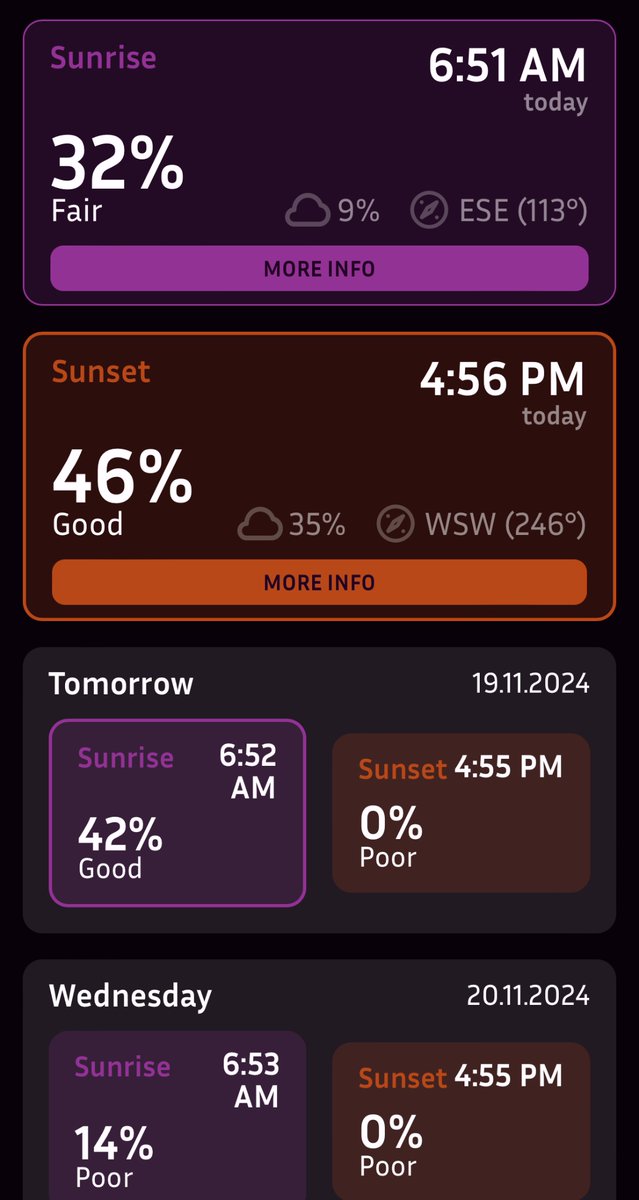 Sunrise
6:51 AM
today
32%
Fair
9%
ESE (113°)
MORE INFO
Sunset
4:56 PM
today
46%
Good
35%
WSW (246°)
MORE INFO
Tomorrow
19.11.2024
Sunrise
6:52
AM
42%
Good
Sunset 4:55 PM
0%
Poor
Wednesday
20.11.2024
Sunrise
6:53
AM
14%
Poor
Sunset 4:55 PM
0%
Poor